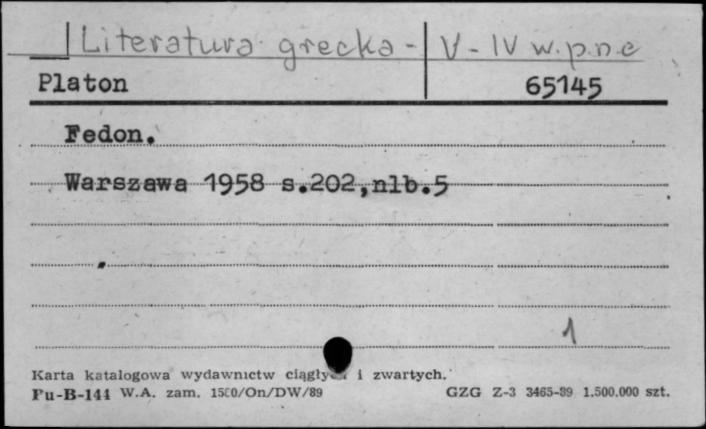 Literatura grecka - V - IV w.p.n.e
Platon 65145
Fedon.
Warszawa 1958 s.202,nlb.5
1
Karta katalogowa wydawnictw i zwartych.
Pu-B-144 W.A. zam. 1500/On/DW/89 GZG Z-3 3465-89 1.500.000 szt.